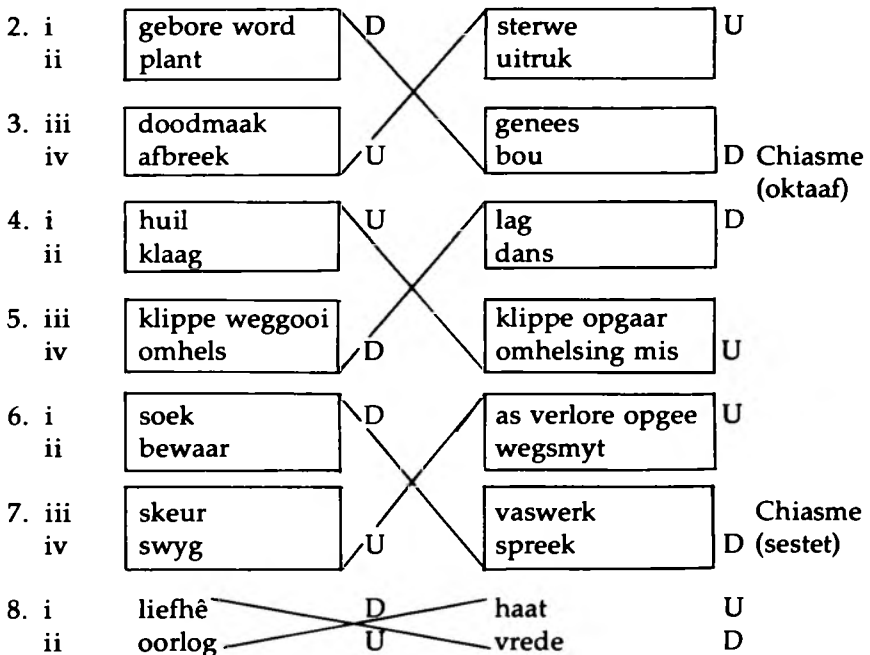 2. i gebore word D sterwe U
ii plant uitruk
3. iii doodmaak genees
iv afbreek U bou D Chiasme
(oktaaf)
4. i huil U lag D
ii klaag dans
5. iii klippe weggooi klippe opgaar
iv omhels D omhelsing mis U
6. i soek D as verlore opgee U
ii bewaar wegsmyt
7. iii skeur vaswerk Chiasme
iv swyg U spreek D (sestet)
8. i liefhê D haat U
ii oorlog U vrede D